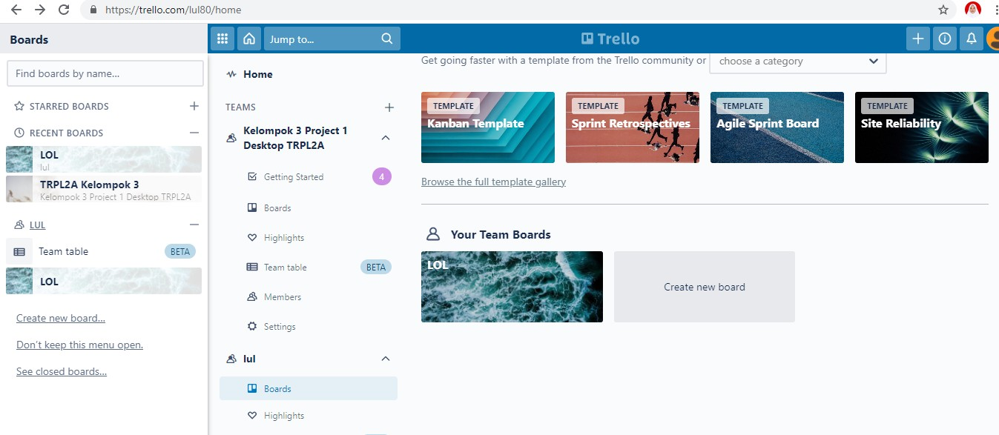 https://trello.com/lul80/home
Boards
Find boards by name...
STARRED BOARDS
RECENT BOARDS
LOL
lul
TRPL2A Kelompok 3
Kelompok 3 Project 1 Desktop TRPL2A
LUL
Team table
BETA
LOL
Create new board...
Don't keep this menu open.
See closed boards...
Jump to...
Trello
Home
TEAMS
Kelompok 3 Project 1
Desktop TRPL2A
Getting Started
4
Boards
Highlights
Team table
BETA
Members
Settings
lul
Boards
Highlights
Get going faster with a template from the Trello community or
choose a category
TEMPLATE
Kanban Template
TEMPLATE
Sprint Retrospectives
TEMPLATE
Agile Sprint Board
TEMPLATE
Site Reliability
Browse the full template gallery
Your Team Boards
LOL
Create new board